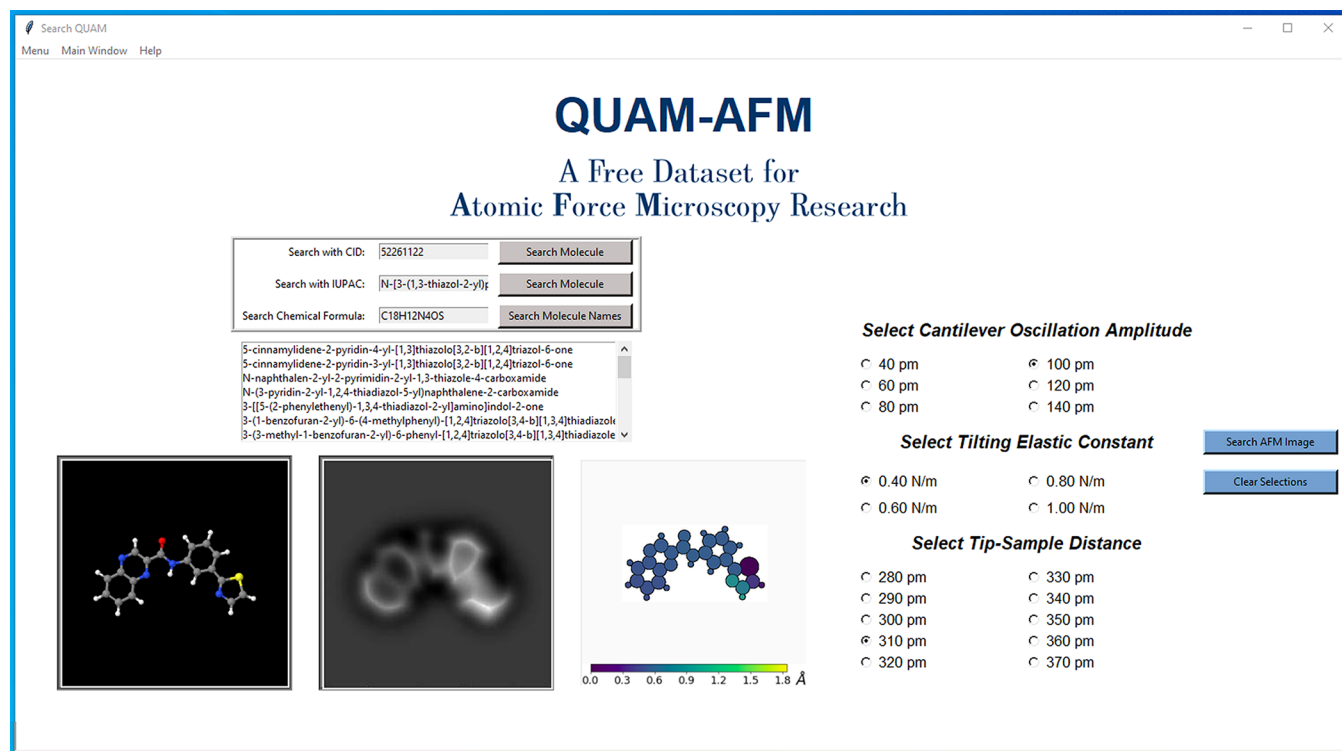 Search QUAM
Menu Main Window Help
QUAM-AFM
A Free Dataset for
Atomic Force Microscopy Research
Search with CID: 52261122 Search Molecule
Search with IUPAC: N-[3-(1,3-thiazol-2-yl)p Search Molecule
Search Chemical Formula: C18H12N4OS Search Molecule Names
5-cinnamylidene-2-pyridin-4-yl-[1,3]thiazolo[3,2-b][1,2,4]triazol-6-one
5-cinnamylidene-2-pyridin-3-yl-[1,3]thiazolo[3,2-b][1,2,4]triazol-6-one
N-naphthalen-2-yl-2-pyrimidin-2-yl-1,3-thiazole-4-carboxamide
N-(3-pyridin-2-yl-1,2,4-thiadiazol-5-yl)naphthalene-2-carboxamide
3-[[5-(2-phenylethenyl)-1,3,4-thiadiazol-2-yl]amino]indol-2-one
3-(1-benzofuran-2-yl)-6-(4-methylphenyl)-[1,2,4]triazolo[3,4-b][1,3,4]thiadiazole
3-(3-methyl-1-benzofuran-2-yl)-6-phenyl-[1,2,4]triazolo[3,4-b][1,3,4]thiadiazole
0.0 0.3 0.6 0.9 1.2 1.5 1.8 Å
Select Cantilever Oscillation Amplitude
40 pm 100 pm
60 pm 120 pm
80 pm 140 pm
Select Tilting Elastic Constant
0.40 N/m 0.80 N/m
0.60 N/m 1.00 N/m
Search AFM Image
Clear Selections
Select Tip-Sample Distance
280 pm 330 pm
290 pm 340 pm
300 pm 350 pm
310 pm 360 pm
320 pm 370 pm